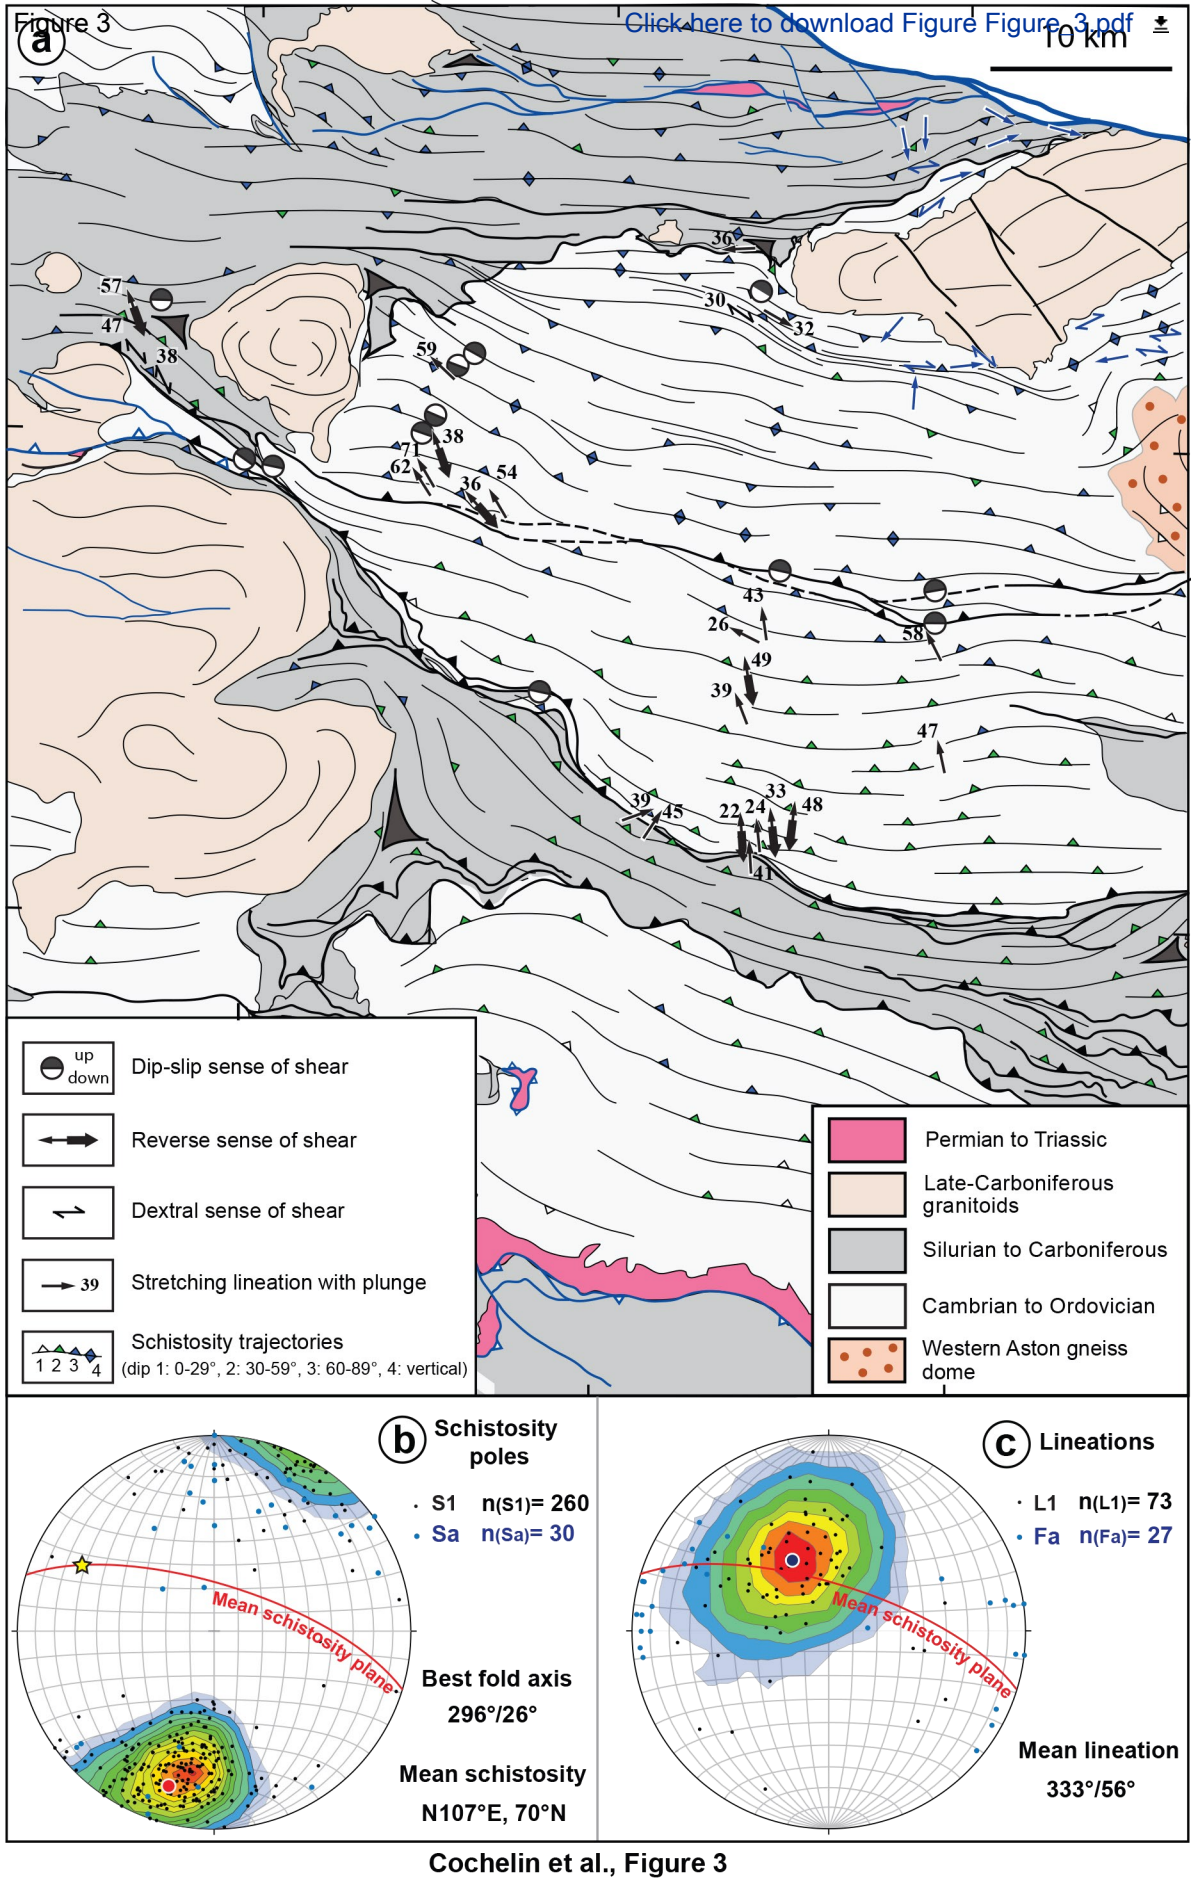 Figure 3
Click here to download Figure Figure_3.pdf
a
10 km
36
57
30
47
32
38
59
38
71
62
54
36
43
26
58
49
39
47
33
39
45
22
24
48
41
up
down
Dip-slip sense of shear
Reverse sense of shear
Dextral sense of shear
39
Stretching lineation with plunge
Schistosity trajectories
1 2 3 4
(dip 1: 0-29°, 2: 30-59°, 3: 60-89°, 4: vertical)
Permian to Triassic
Late-Carboniferous
granitoids
Silurian to Carboniferous
Cambrian to Ordovician
Western Aston gneiss
dome
b
Schistosity
poles
S1 n(S1)= 260
Sa n(Sa)= 30
Mean schistosity plane
Best fold axis
296°/26°
Mean schistosity
N107°E, 70°N
c
Lineations
L1 n(L1)= 73
Fa n(Fa)= 27
Mean schistosity plane
Mean lineation
333°/56°
Cochelin et al., Figure 3